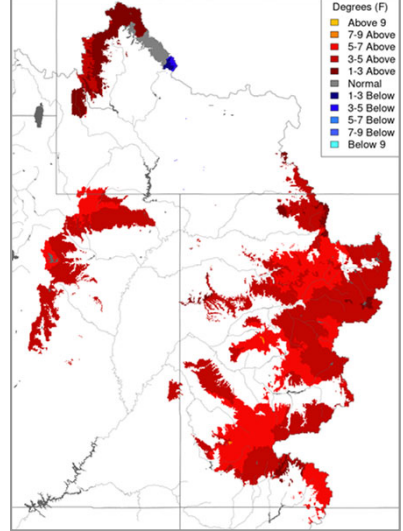 Degrees (F)
Above 9
7-9 Above
5-7 Above
3-5 Above
1-3 Above
Normal
1-3 Below
3-5 Below
5-7 Below
7-9 Below
Below 9